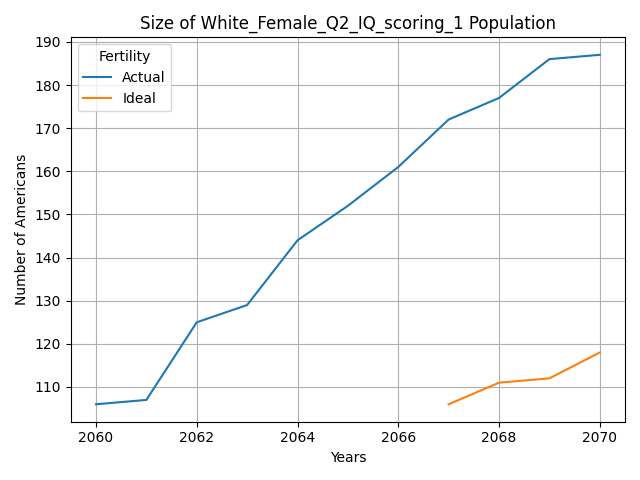 Size of White_Female_Q2_IQ_scoring_1 Population
Fertility
Actual
Ideal
Number of Americans
190
180
170
160
150
140
130
120
110
2060
2062
2064
2066
2068
2070
Years